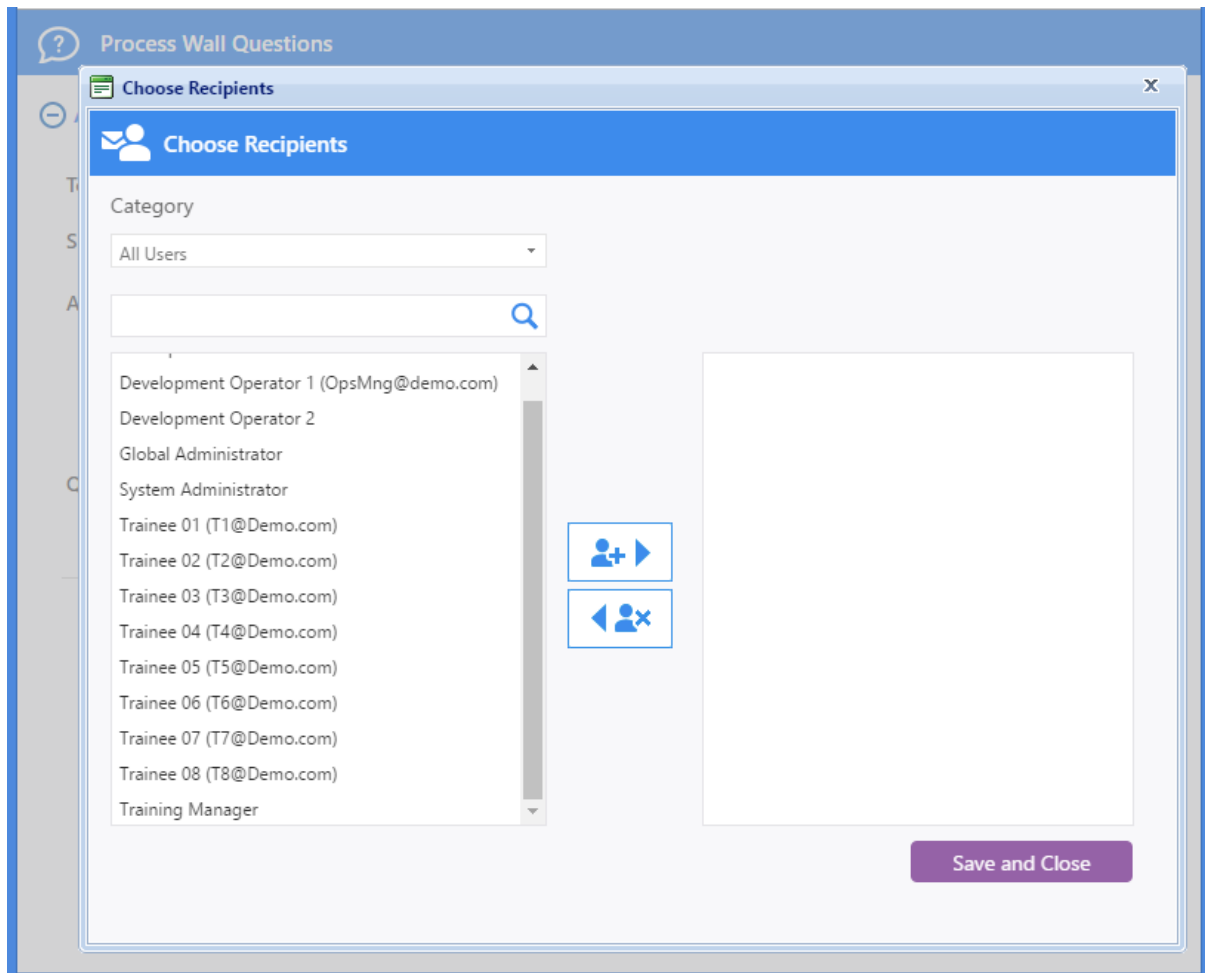 Process Wall Questions
Choose Recipients
x
Choose Recipients
Category
All Users
Development Operator 1 (OpsMng@demo.com)
Development Operator 2
Global Administrator
System Administrator
Trainee 01 (T1@Demo.com)
Trainee 02 (T2@Demo.com)
Trainee 03 (T3@Demo.com)
Trainee 04 (T4@Demo.com)
Trainee 05 (T5@Demo.com)
Trainee 06 (T6@Demo.com)
Trainee 07 (T7@Demo.com)
Trainee 08 (T8@Demo.com)
Training Manager
Save and Close